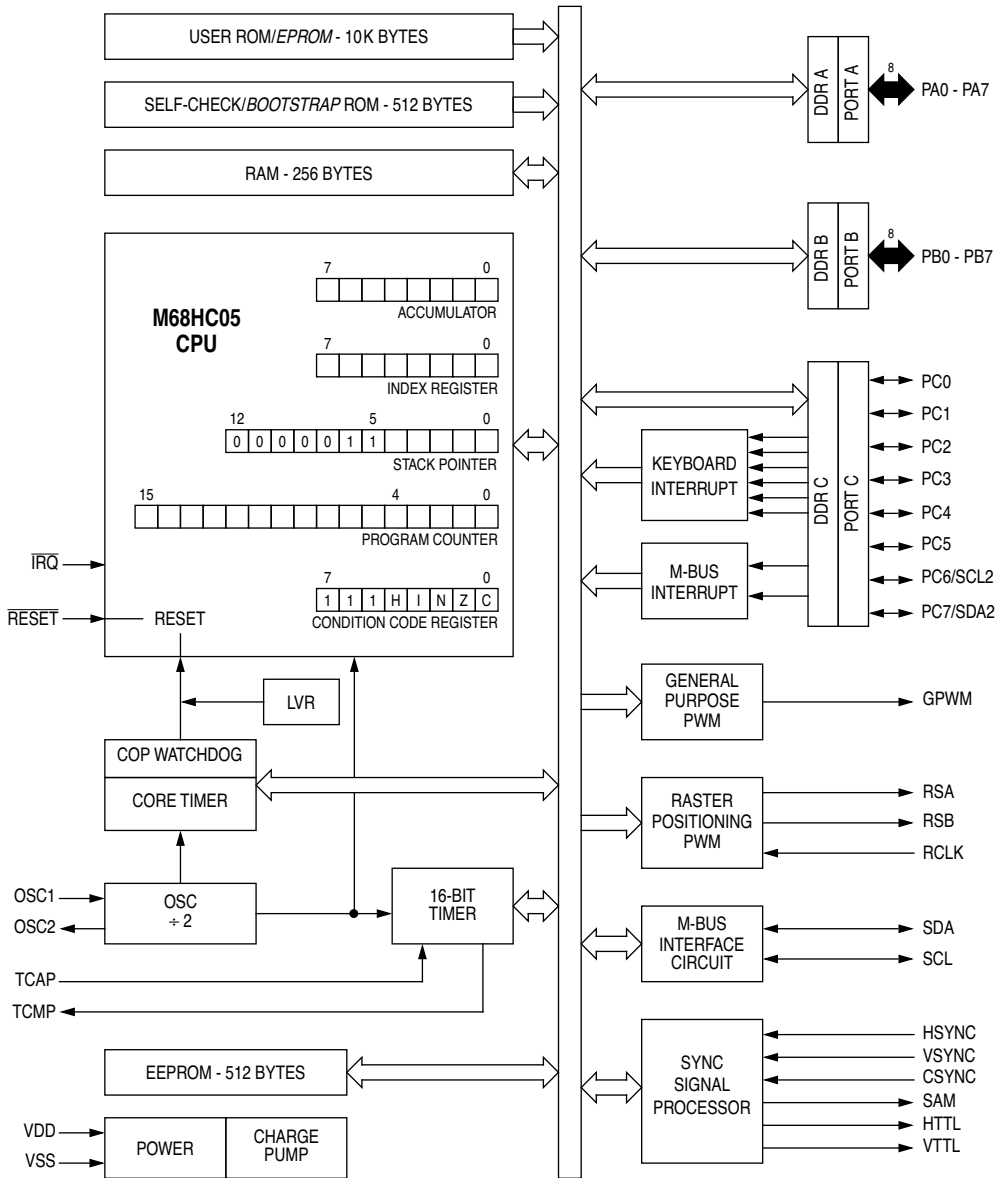 USER ROM/EPROM - 10K BYTES
SELF-CHECK/BOOTSTRAP ROM - 512 BYTES
RAM - 256 BYTES
M68HC05
CPU
7 0
ACCUMULATOR
7 0
INDEX REGISTER
12 5 0
0 0 0 0 0 1 1
STACK POINTER
15 4 0
PROGRAM COUNTER
7 0
1 1 1 H I N Z C
CONDITION CODE REGISTER
IRQ
RESET
RESET
LVR
COP WATCHDOG
CORE TIMER
OSC1
OSC2
OSC
÷ 2
16-BIT
TIMER
TCAP
TCMP
EEPROM - 512 BYTES
VDD
VSS
POWER
CHARGE
PUMP
DDR A
PORT A
8
PA0 - PA7
DDR B
PORT B
8
PB0 - PB7
KEYBOARD
INTERRUPT
M-BUS
INTERRUPT
DDR C
PORT C
PC0
PC1
PC2
PC3
PC4
PC5
PC6/SCL2
PC7/SDA2
GENERAL
PURPOSE
PWM
GPWM
RASTER
POSITIONING
PWM
RSA
RSB
RCLK
M-BUS
INTERFACE
CIRCUIT
SDA
SCL
SYNC
SIGNAL
PROCESSOR
HSYNC
VSYNC
CSYNC
SAM
HTTL
VTTL